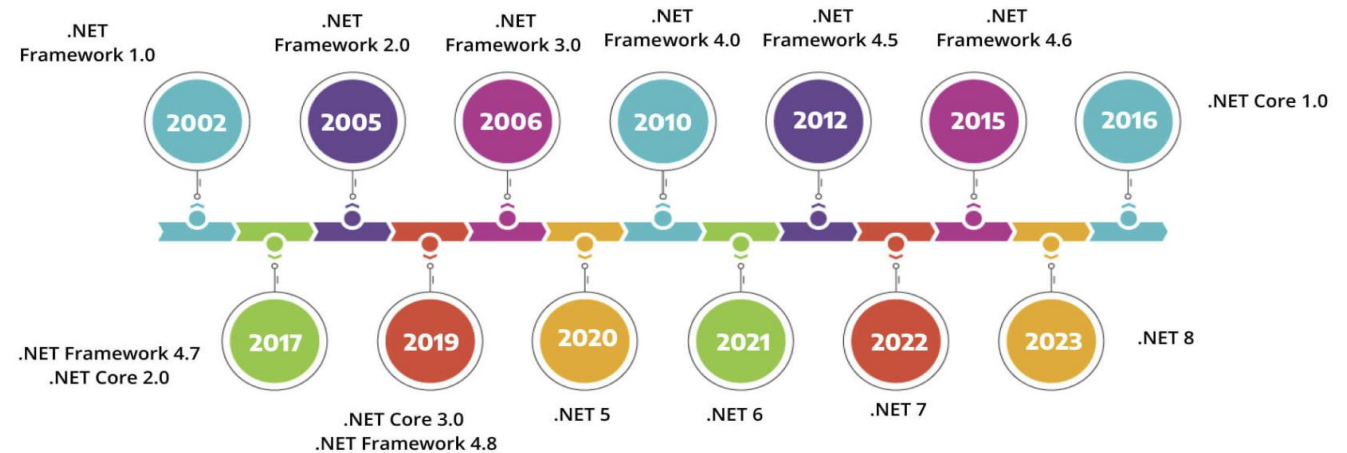 .NET
Framework 1.0
.NET
Framework 2.0
.NET
Framework 3.0
.NET
Framework 4.0
.NET
Framework 4.5
.NET
Framework 4.6
.NET Core 1.0
2002
2005
2006
2010
2012
2015
2016
2017
2019
2020
2021
2022
2023
.NET Framework 4.7
.NET Core 2.0
.NET Core 3.0
.NET Framework 4.8
.NET 5
.NET 6
.NET 7
.NET 8